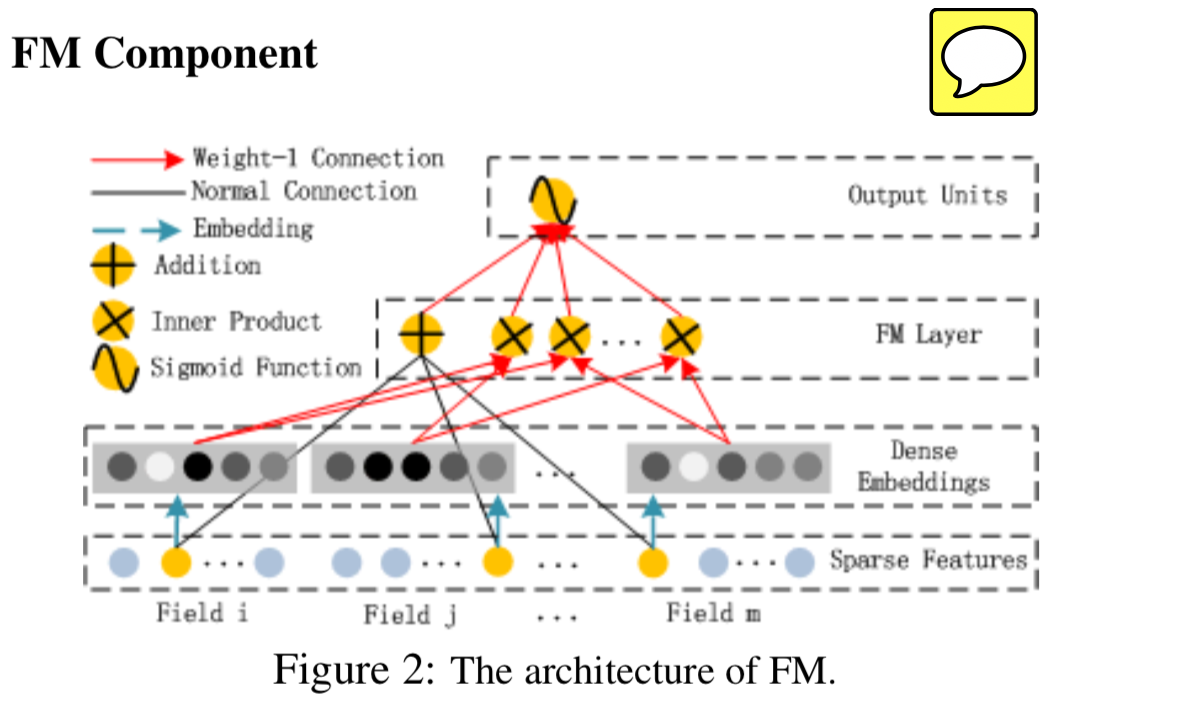 FM Component
Weight-1 Connection
Normal Connection
Embedding
Addition
Inner Product
Sigmoid Function
Output Units
FM Layer
...
Dense
Embeddings
...
Sparse Features
... ... ... ...
Field i Field j ... Field m
Figure 2: The architecture of FM.